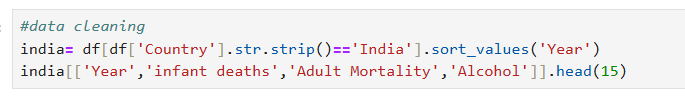 #data cleaning
india= df[df['Country'].str.strip()=='India'].sort_values('Year')
india[['Year','infant deaths','Adult Mortality','Alcohol']].head(15)